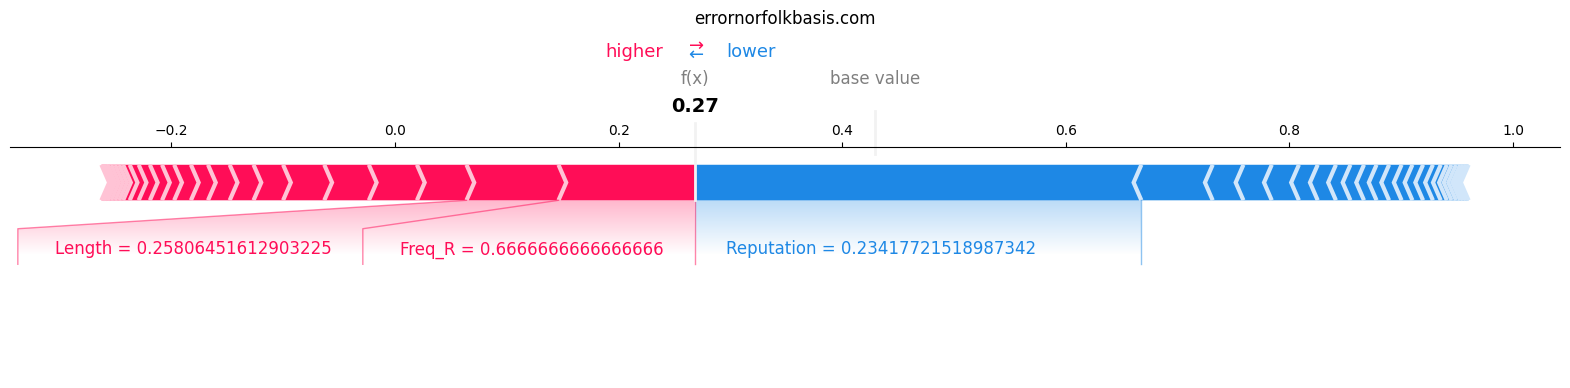 errornorfolkbasis.com
higher ⇄ lower
f(x) base value
0.27
−0.2 0.0 0.2 0.4 0.6 0.8 1.0
Length = 0.25806451612903225 Freq_R = 0.6666666666666666 Reputation = 0.23417721518987342